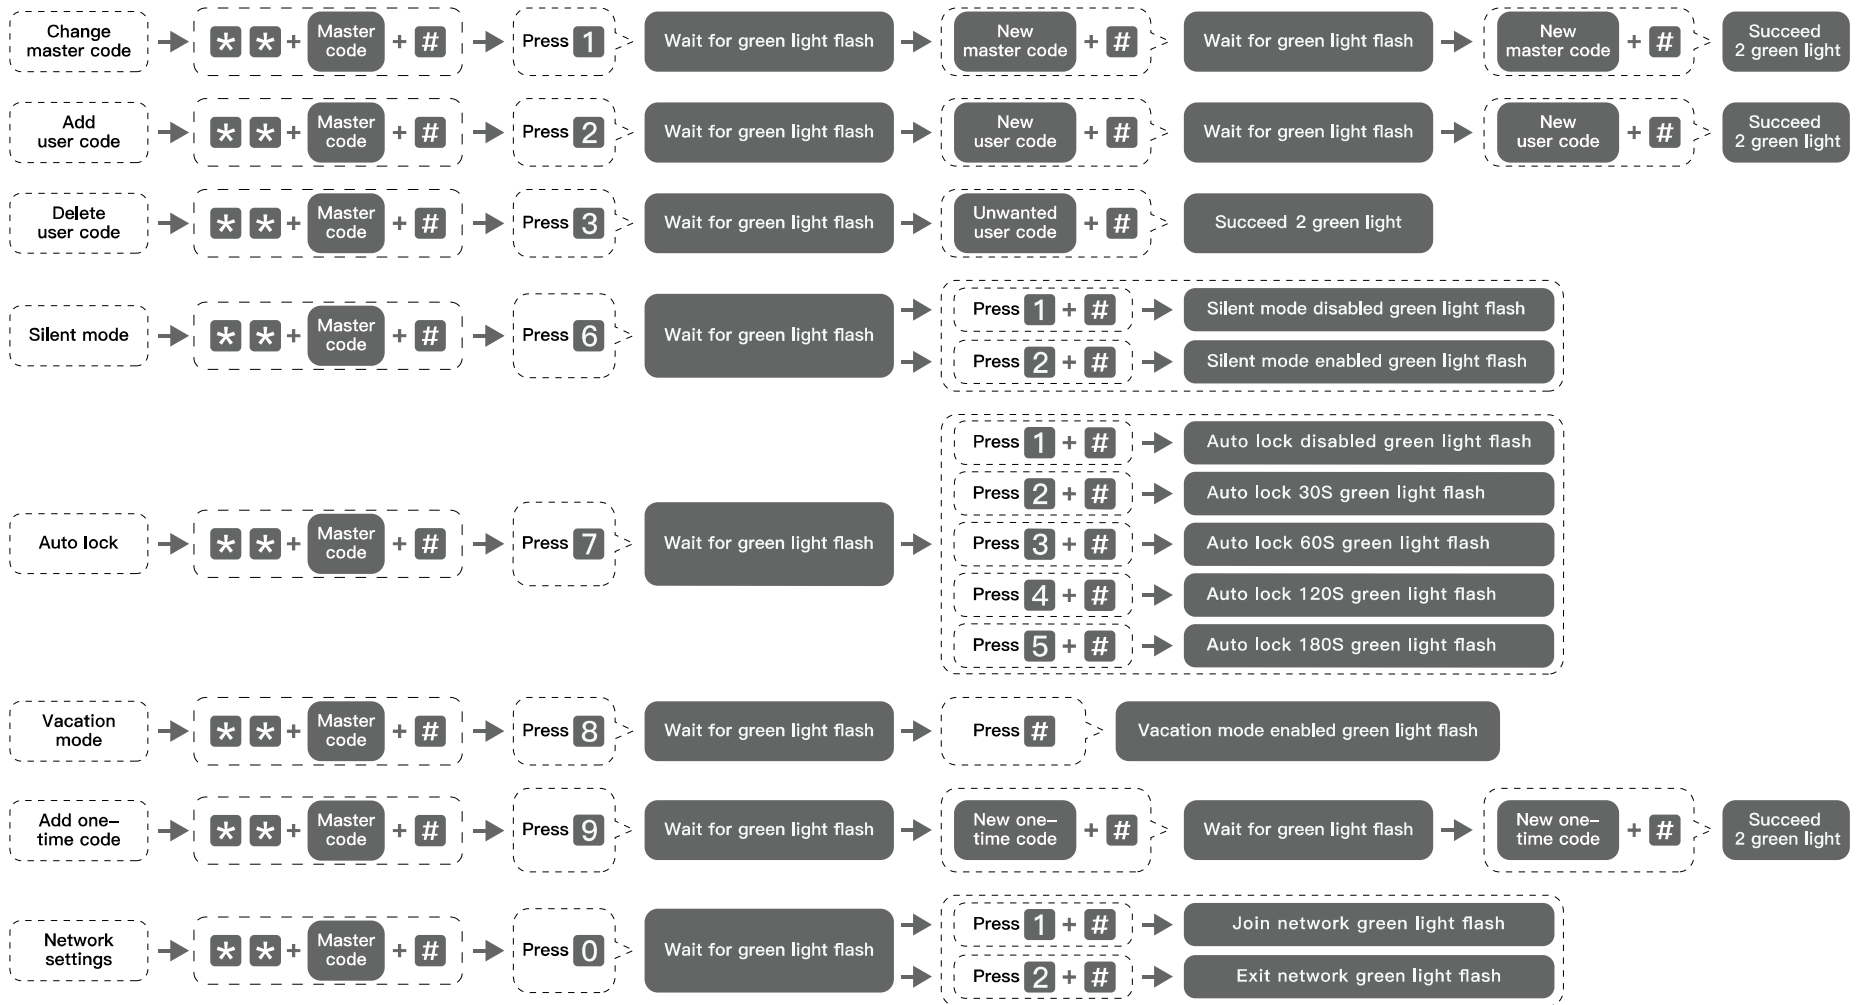 Change
master code
* * + Master code + #
Press 1
Wait for green light flash
New master code + #
Wait for green light flash
New master code + #
Succeed
2 green light
Add
user code
* * + Master code + #
Press 2
Wait for green light flash
New user code + #
Wait for green light flash
New user code + #
Succeed
2 green light
Delete
user code
* * + Master code + #
Press 3
Wait for green light flash
Unwanted user code + #
Succeed 2 green light
Silent mode
* * + Master code + #
Press 6
Wait for green light flash
Press 1 + #
Silent mode disabled green light flash
Press 2 + #
Silent mode enabled green light flash
Auto lock
* * + Master code + #
Press 7
Wait for green light flash
Press 1 + #
Auto lock disabled green light flash
Press 2 + #
Auto lock 30S green light flash
Press 3 + #
Auto lock 60S green light flash
Press 4 + #
Auto lock 120S green light flash
Press 5 + #
Auto lock 180S green light flash
Vacation
mode
* * + Master code + #
Press 8
Wait for green light flash
Press #
Vacation mode enabled green light flash
Add one-
time code
* * + Master code + #
Press 9
Wait for green light flash
New one-time code + #
Wait for green light flash
New one-time code + #
Succeed
2 green light
Network
settings
* * + Master code + #
Press 0
Wait for green light flash
Press 1 + #
Join network green light flash
Press 2 + #
Exit network green light flash